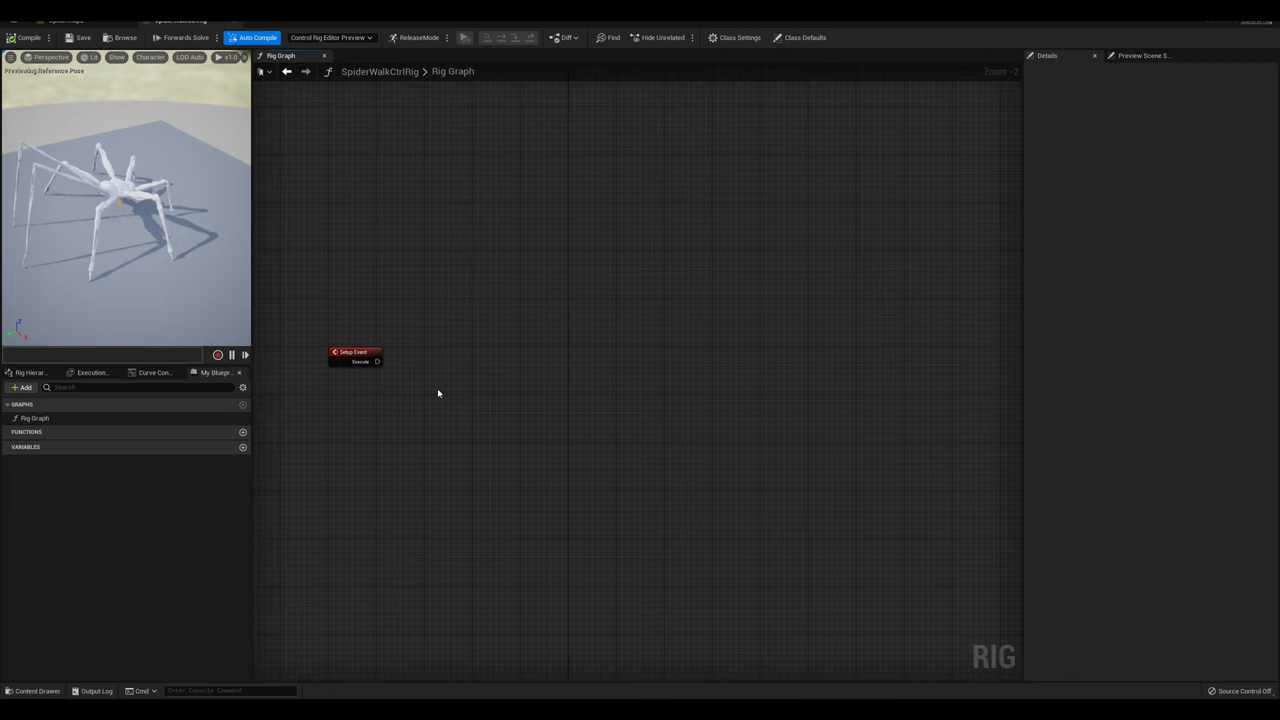 Compile
Save
Browse
Forwards Solve
Auto Compile
Control Rig Editor Preview
ReleaseMode
Diff
Find
Hide Unrelated
Class Settings
Class Defaults
Perspective
Lit
Show
Character
LOD Auto
x1.0
Previewing Reference Pose
Z
X
Rig Graph
SpiderWalkCtrlRig > Rig Graph
Zoom -2
Setup Event
Execute
RIG
Details
Preview Scene S...
Rig Hierar...
Execution...
Curve Con...
My Bluepr...
+ Add
Search
GRAPHS
Rig Graph
FUNCTIONS
VARIABLES
Content Drawer
Output Log
Cmd
Enter Console Command
Source Control Off